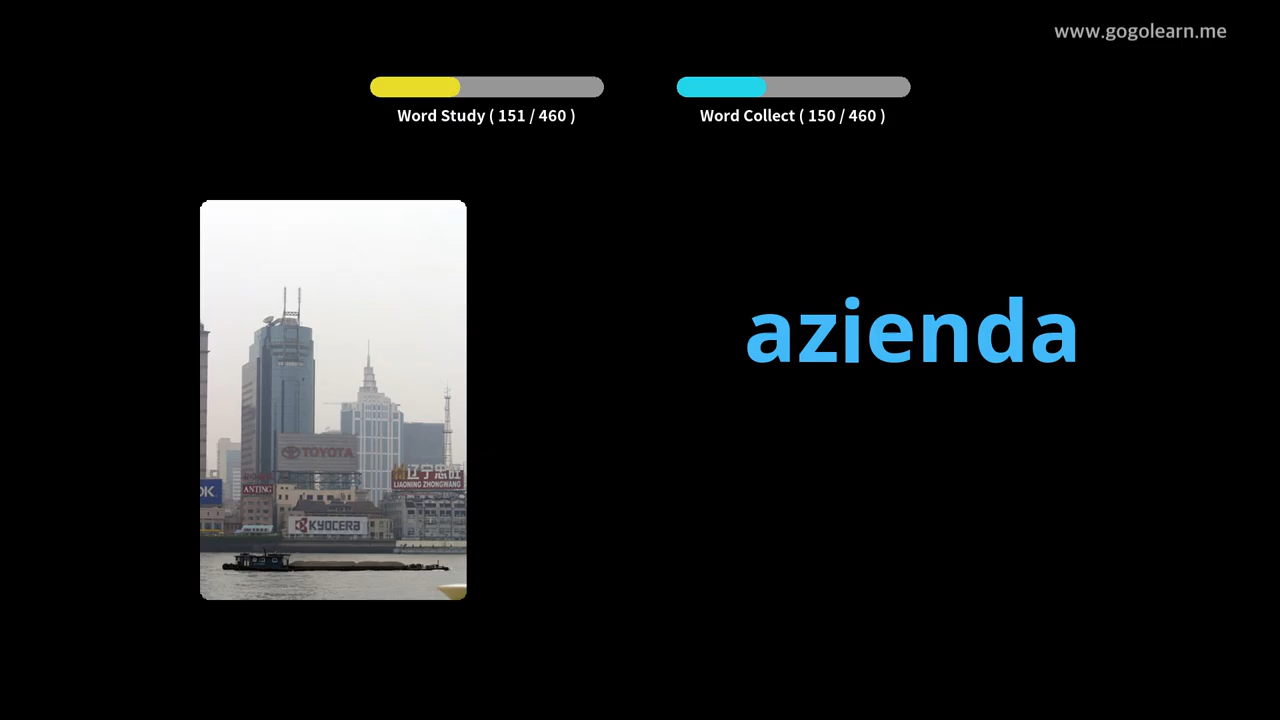 www.gogolearn.me
Word Study ( 151 / 460 )
Word Collect ( 150 / 460 )
azienda
TOYOTA
辽宁忠旺
LIAONING ZHONGWANG
OK
ANTING
KYOCERA